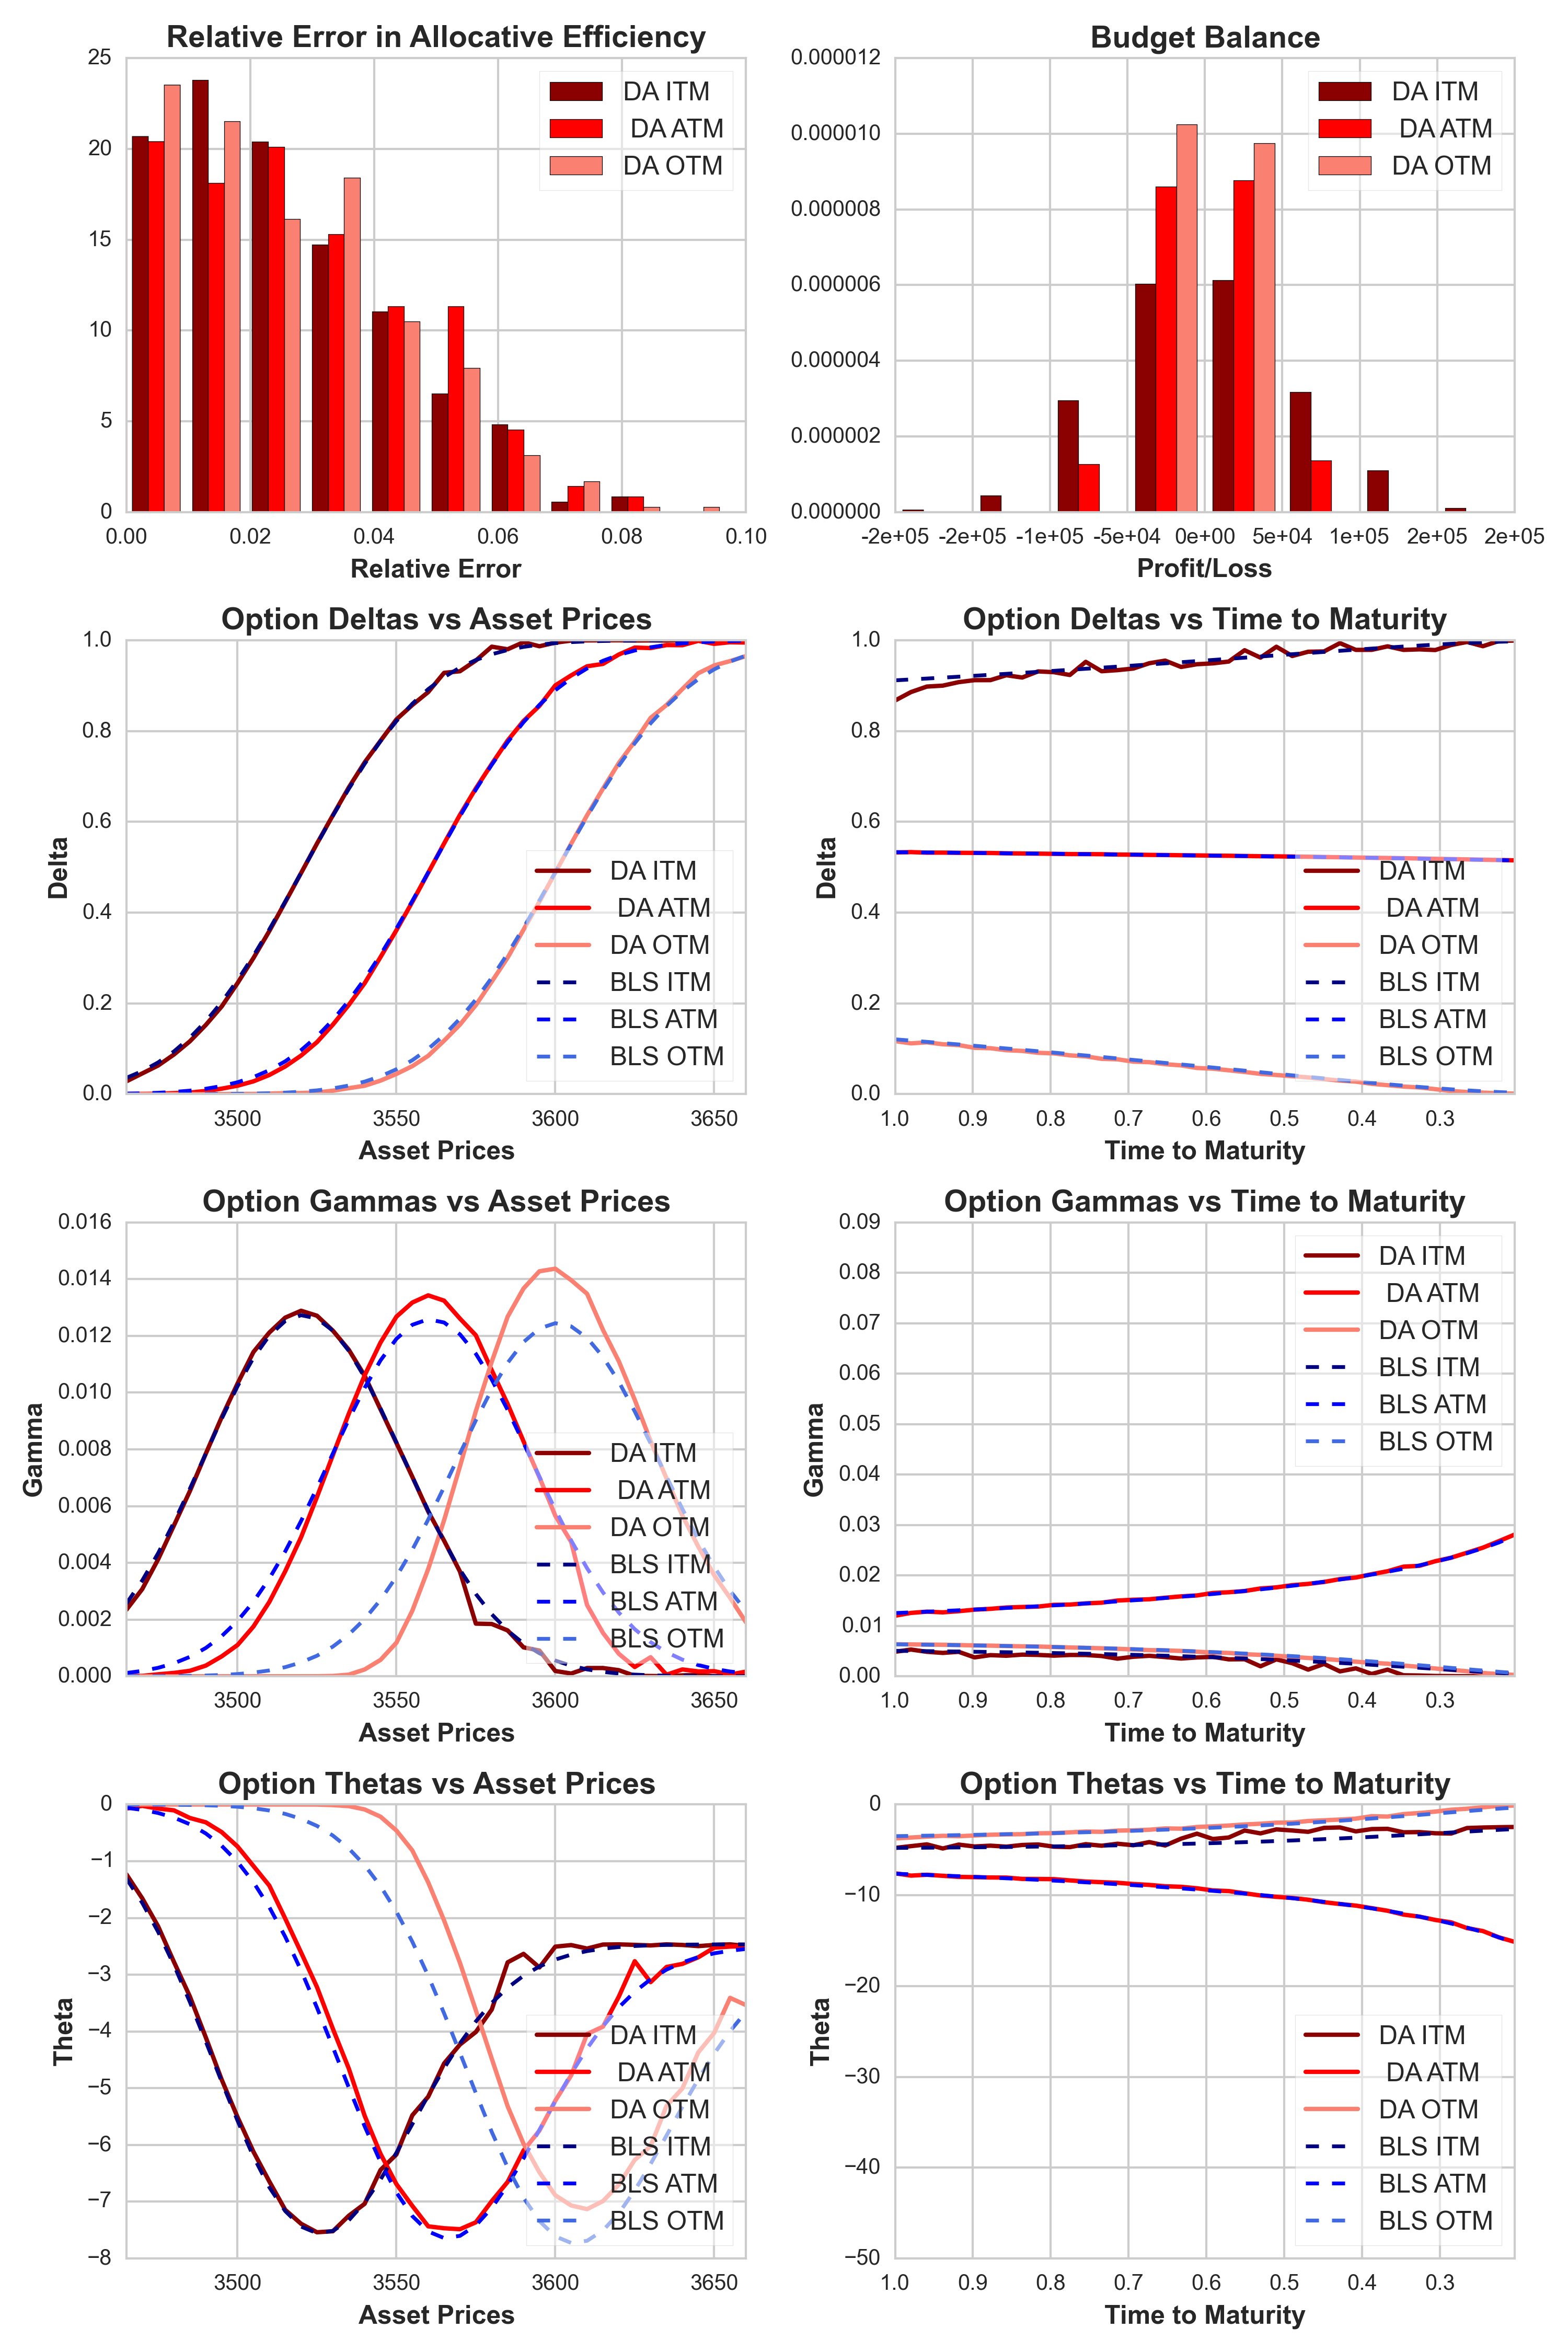 Relative Error in Allocative Efficiency
25
20
15
10
5
0
0.00 0.02 0.04 0.06 0.08 0.10
Relative Error
DA ITM
DA ATM
DA OTM
Budget Balance
0.000012
0.000010
0.000008
0.000006
0.000004
0.000002
0.000000
-2e+05 -2e+05 -1e+05 -5e+04 0e+00 5e+04 1e+05 2e+05 2e+05
Profit/Loss
DA ITM
DA ATM
DA OTM
Option Deltas vs Asset Prices
1.0
0.8
0.6
0.4
0.2
0.0
Delta
3500 3550 3600 3650
Asset Prices
DA ITM
DA ATM
DA OTM
BLS ITM
BLS ATM
BLS OTM
Option Deltas vs Time to Maturity
1.0
0.8
0.6
0.4
0.2
0.0
Delta
1.0 0.9 0.8 0.7 0.6 0.5 0.4 0.3
Time to Maturity
DA ITM
DA ATM
DA OTM
BLS ITM
BLS ATM
BLS OTM
Option Gammas vs Asset Prices
0.016
0.014
0.012
0.010
0.008
0.006
0.004
0.002
0.000
Gamma
3500 3550 3600 3650
Asset Prices
DA ITM
DA ATM
DA OTM
BLS ITM
BLS ATM
BLS OTM
Option Gammas vs Time to Maturity
0.09
0.08
0.07
0.06
0.05
0.04
0.03
0.02
0.01
0.00
Gamma
1.0 0.9 0.8 0.7 0.6 0.5 0.4 0.3
Time to Maturity
DA ITM
DA ATM
DA OTM
BLS ITM
BLS ATM
BLS OTM
Option Thetas vs Asset Prices
0
−1
−2
−3
−4
−5
−6
−7
−8
Theta
3500 3550 3600 3650
Asset Prices
DA ITM
DA ATM
DA OTM
BLS ITM
BLS ATM
BLS OTM
Option Thetas vs Time to Maturity
0
−10
−20
−30
−40
−50
Theta
1.0 0.9 0.8 0.7 0.6 0.5 0.4 0.3
Time to Maturity
DA ITM
DA ATM
DA OTM
BLS ITM
BLS ATM
BLS OTM